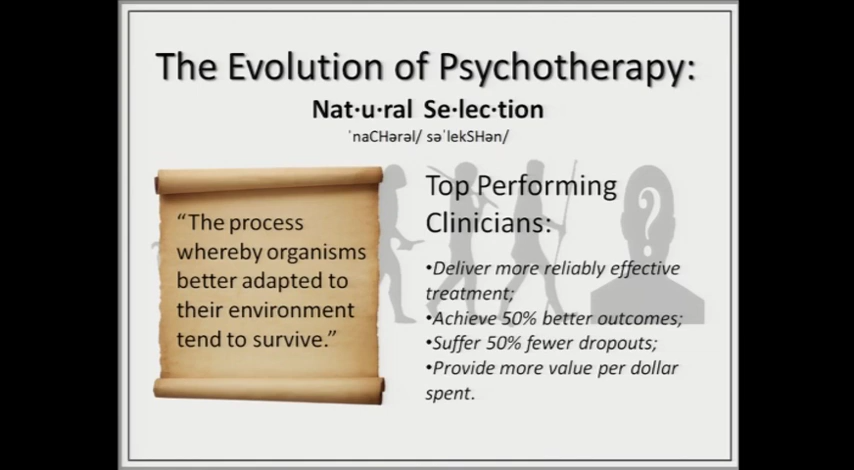 The Evolution of Psychotherapy:
Nat·u·ral Se·lec·tion
ˈnaCHərəl/ səˈlekSHən/
“The process
whereby organisms
better adapted to
their environment
tend to survive.”
Top Performing
Clinicians:
•Deliver more reliably effective
treatment;
•Achieve 50% better outcomes;
•Suffer 50% fewer dropouts;
•Provide more value per dollar
spent.
?